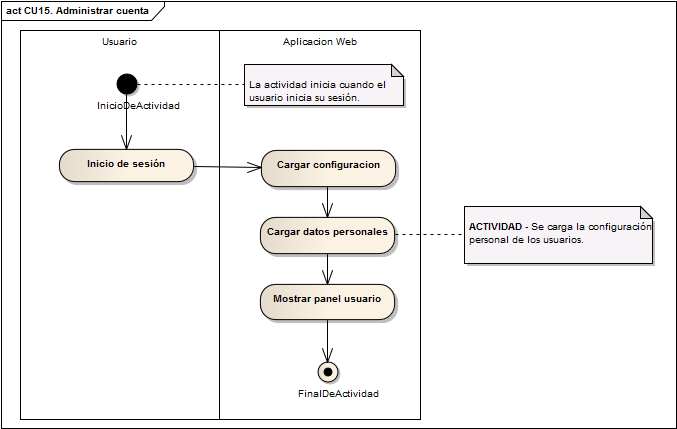 act CU15. Administrar cuenta
Usuario
Aplicacion Web
La actividad inicia cuando el
usuario inicia su sesión.
InicioDeActividad
Inicio de sesión
Cargar configuracion
Cargar datos personales
ACTIVIDAD - Se carga la configuración
personal de los usuarios.
Mostrar panel usuario
FinalDeActividad